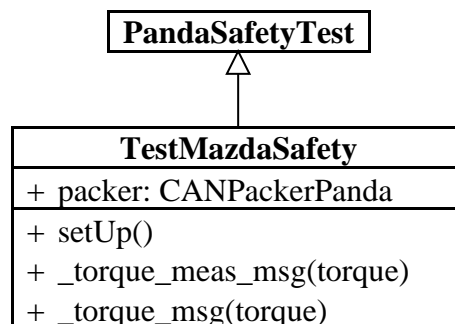 PandaSafetyTest
TestMazdaSafety
+ packer: CANPackerPanda
+ setUp()
+ _torque_meas_msg(torque)
+ _torque_msg(torque)